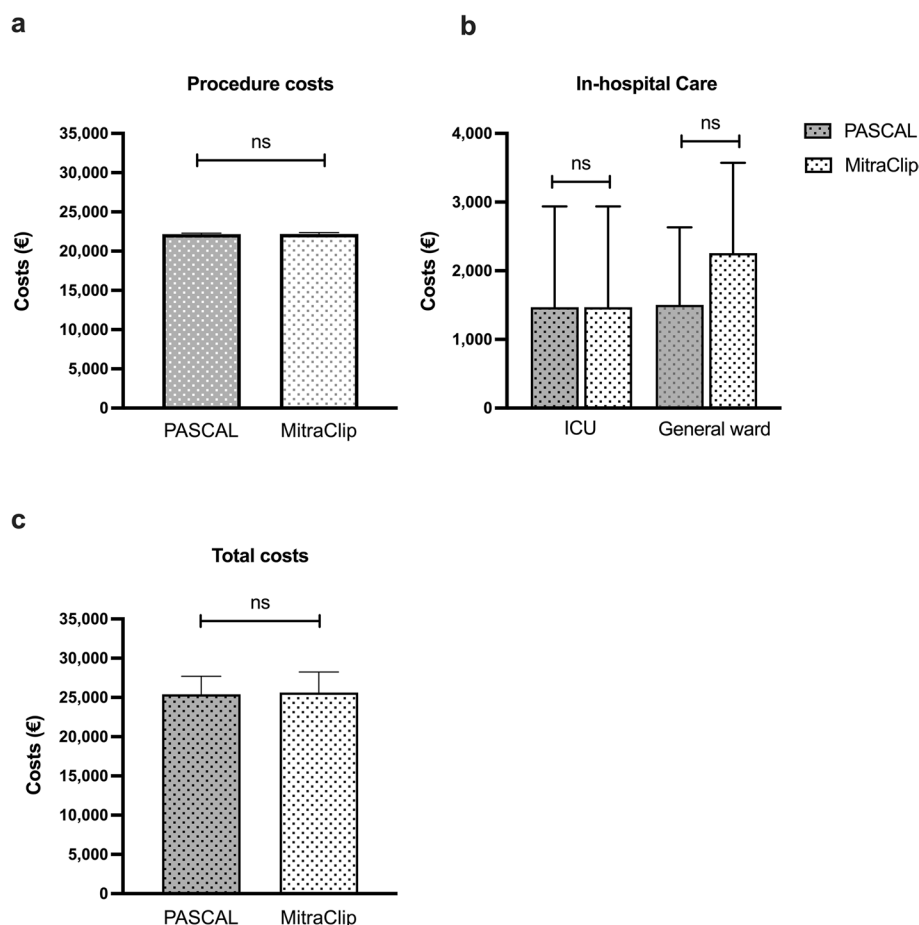 a
Procedure costs
Costs (€)
35,000
30,000
25,000
20,000
15,000
10,000
5,000
0
ns
PASCAL
MitraClip
b
In-hospital Care
Costs (€)
4,000
3,000
2,000
1,000
0
ns
ns
ICU
General ward
PASCAL
MitraClip
c
Total costs
Costs (€)
35,000
30,000
25,000
20,000
15,000
10,000
5,000
0
ns
PASCAL
MitraClip